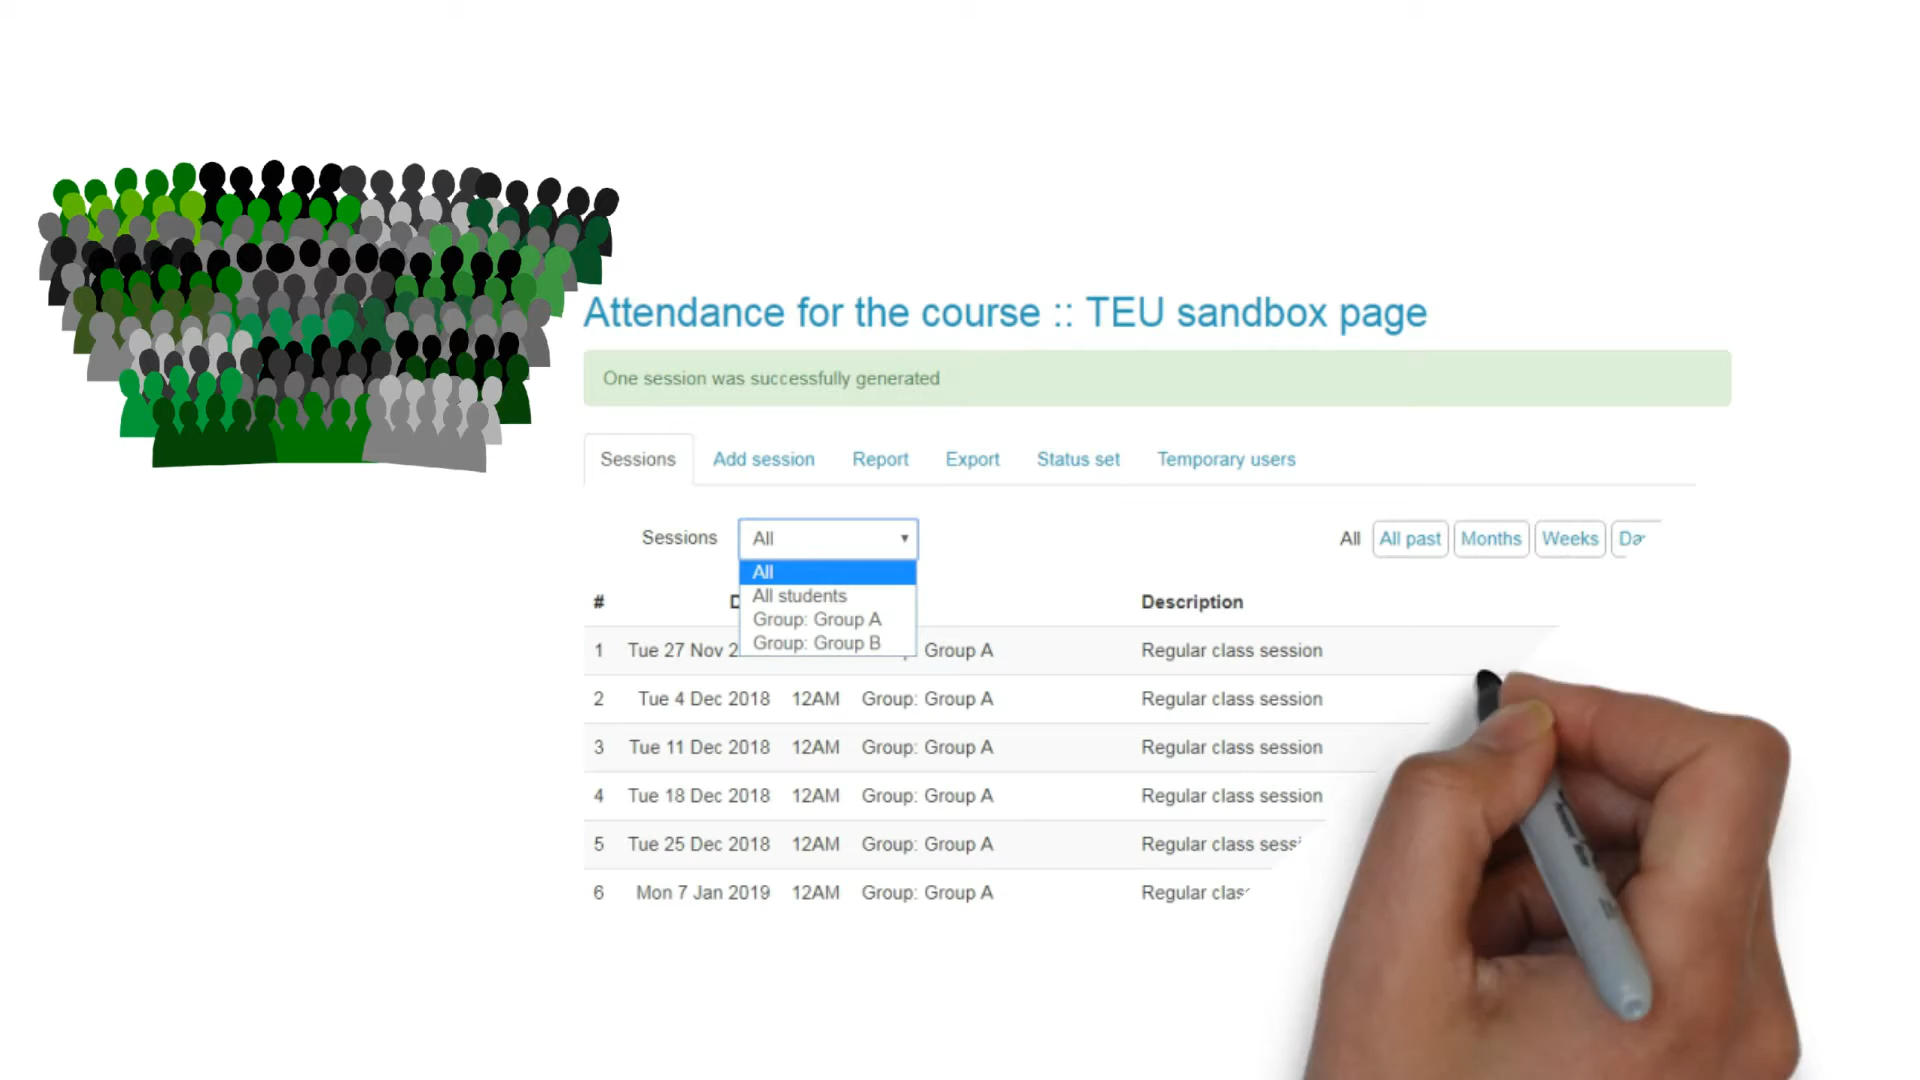 Attendance for the course :: TEU sandbox page
One session was successfully generated
Sessions Add session Report Export Status set Temporary users
Sessions All All All past Months Weeks
All
All students
Group: Group A
Group: Group B
# Description
1 Tue 27 Nov Group A Regular class session
2 Tue 4 Dec 2018 12AM Group: Group A Regular class session
3 Tue 11 Dec 2018 12AM Group: Group A Regular class session
4 Tue 18 Dec 2018 12AM Group: Group A Regular class session
5 Tue 25 Dec 2018 12AM Group: Group A Regular class
6 Mon 7 Jan 2019 12AM Group: Group A Regular